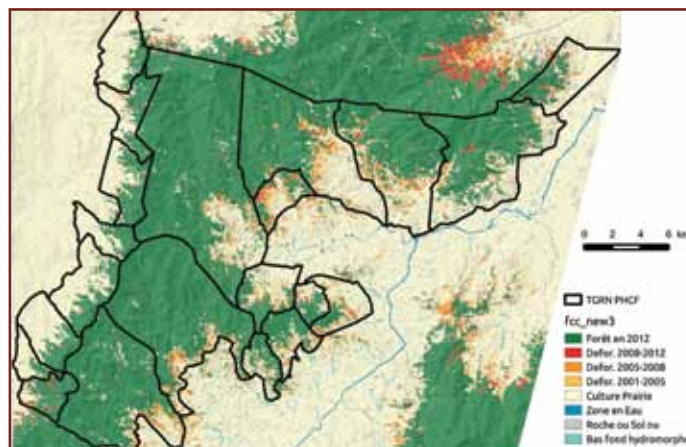 0 2 4 6 k
TGRN PHCF
fcc_new3
Forêt en 2012
Defor. 2008-2012
Defor. 2005-2008
Defor. 2001-2005
Culture Prairie
Zone en Eau
Roche ou Sol nu
Bas fond hydromorph